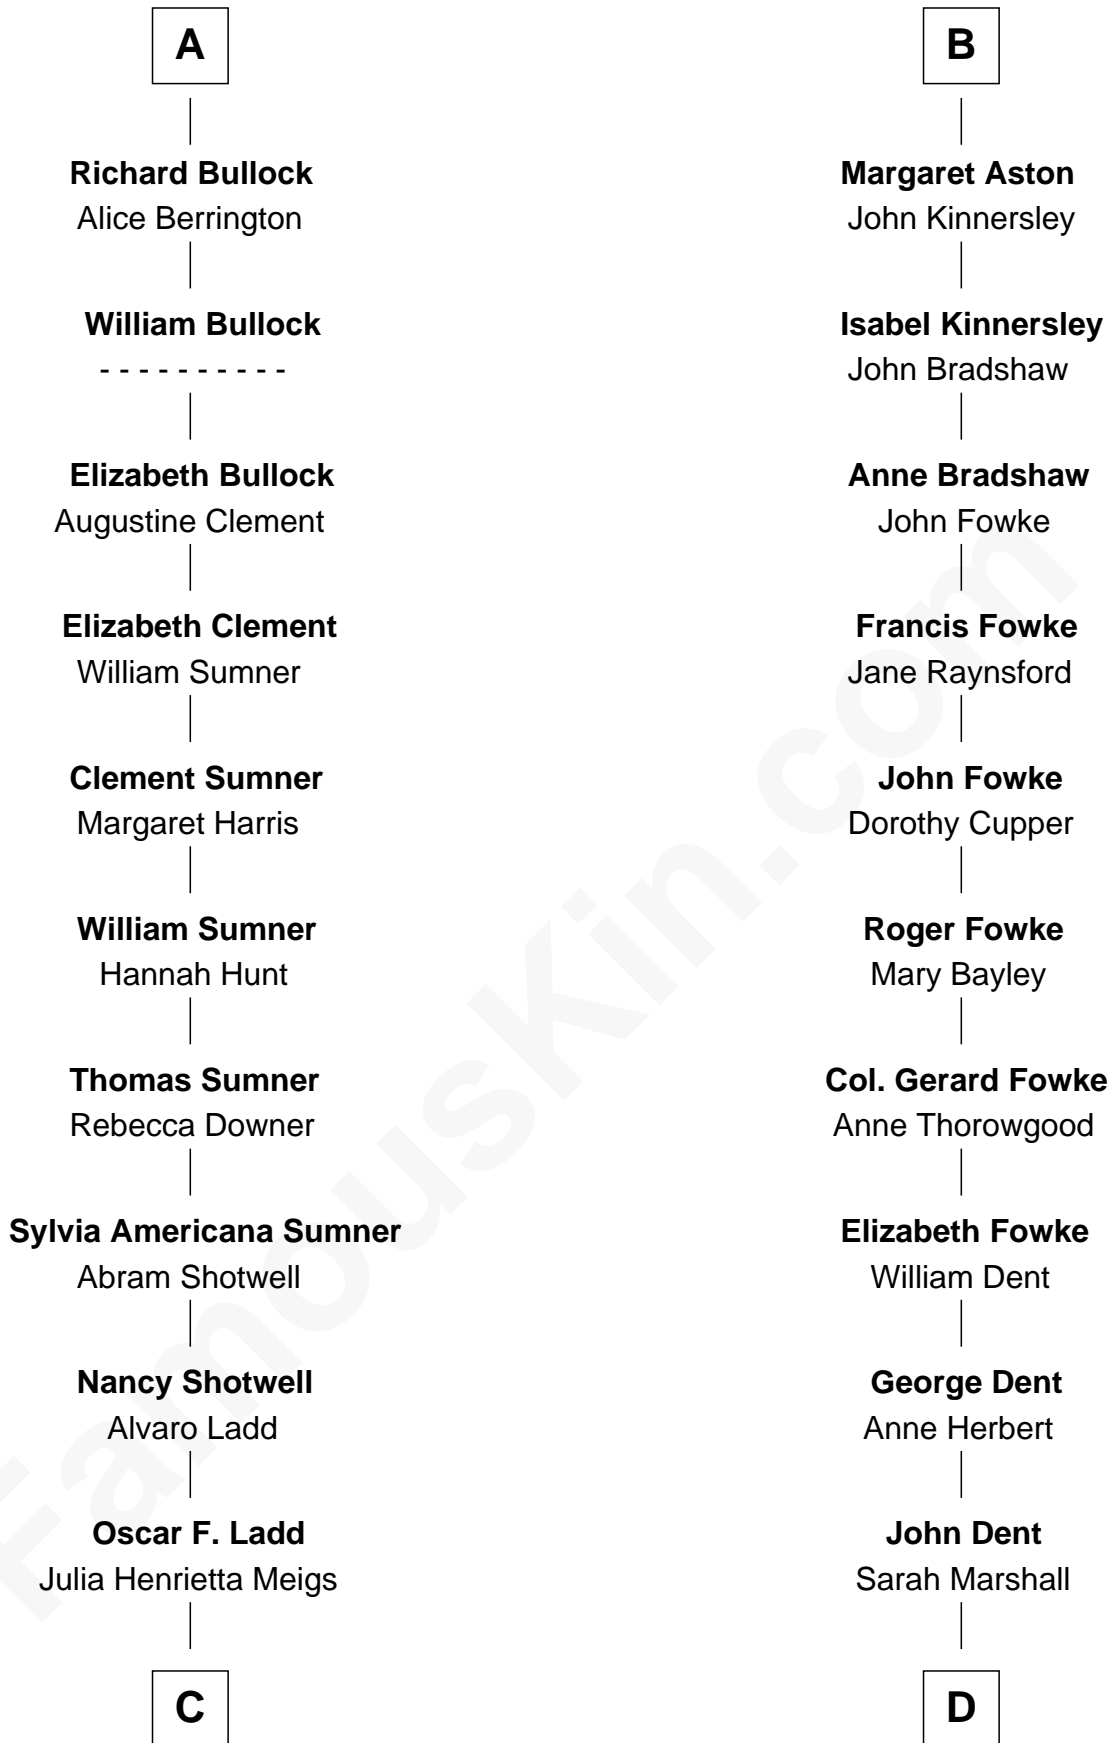 A
Richard Bullock
Alice Berrington
William Bullock
- - - - - - - - - -
Elizabeth Bullock
Augustine Clement
Elizabeth Clement
William Sumner
Clement Sumner
Margaret Harris
William Sumner
Hannah Hunt
Thomas Sumner
Rebecca Downer
Sylvia Americana Sumner
Abram Shotwell
Nancy Shotwell
Alvaro Ladd
Oscar F. Ladd
Julia Henrietta Meigs
C
B
Margaret Aston
John Kinnersley
Isabel Kinnersley
John Bradshaw
Anne Bradshaw
John Fowke
Francis Fowke
Jane Raynsford
John Fowke
Dorothy Cupper
Roger Fowke
Mary Bayley
Col. Gerard Fowke
Anne Thorowgood
Elizabeth Fowke
William Dent
George Dent
Anne Herbert
John Dent
Sarah Marshall
D
FamousKin.com